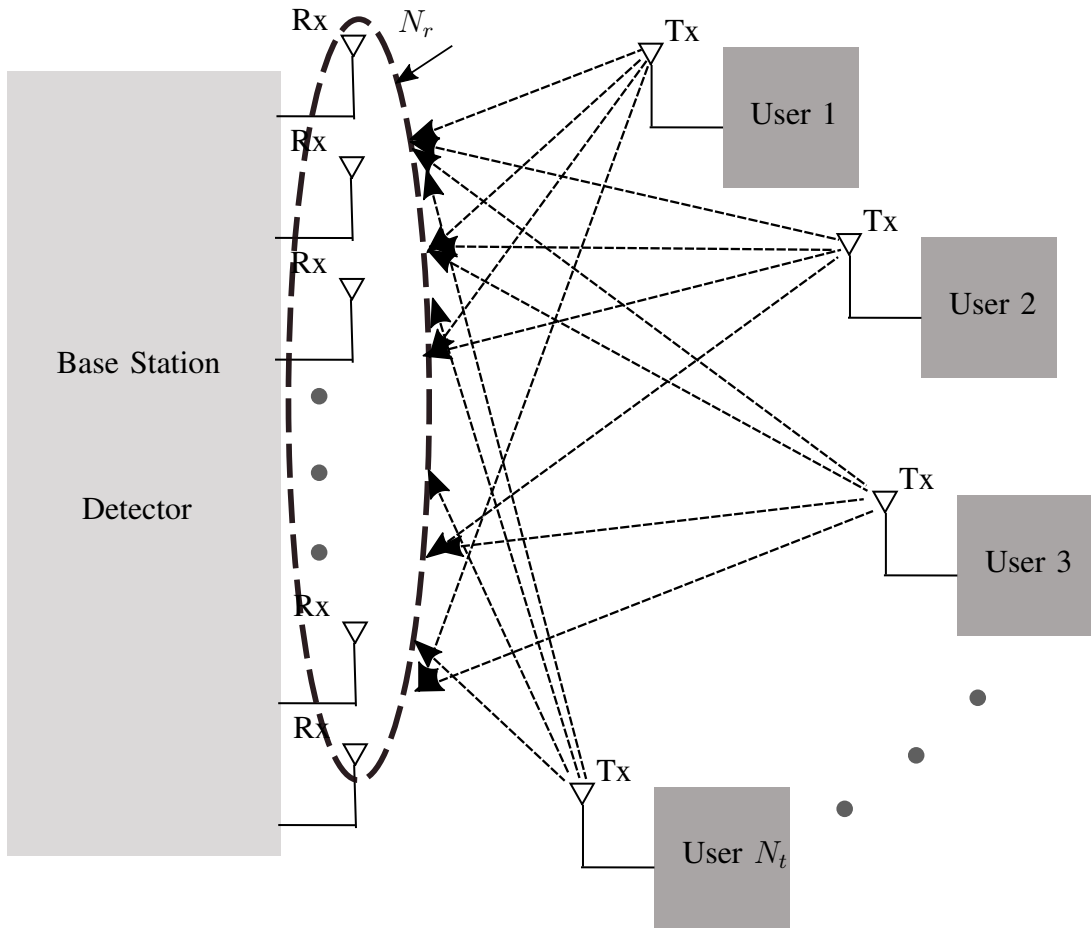 Rx
N_r
Tx
User 1
Rx
Tx
Rx
User 2
Base Station
Tx
Detector
User 3
Rx
Rx
Tx
User N_t